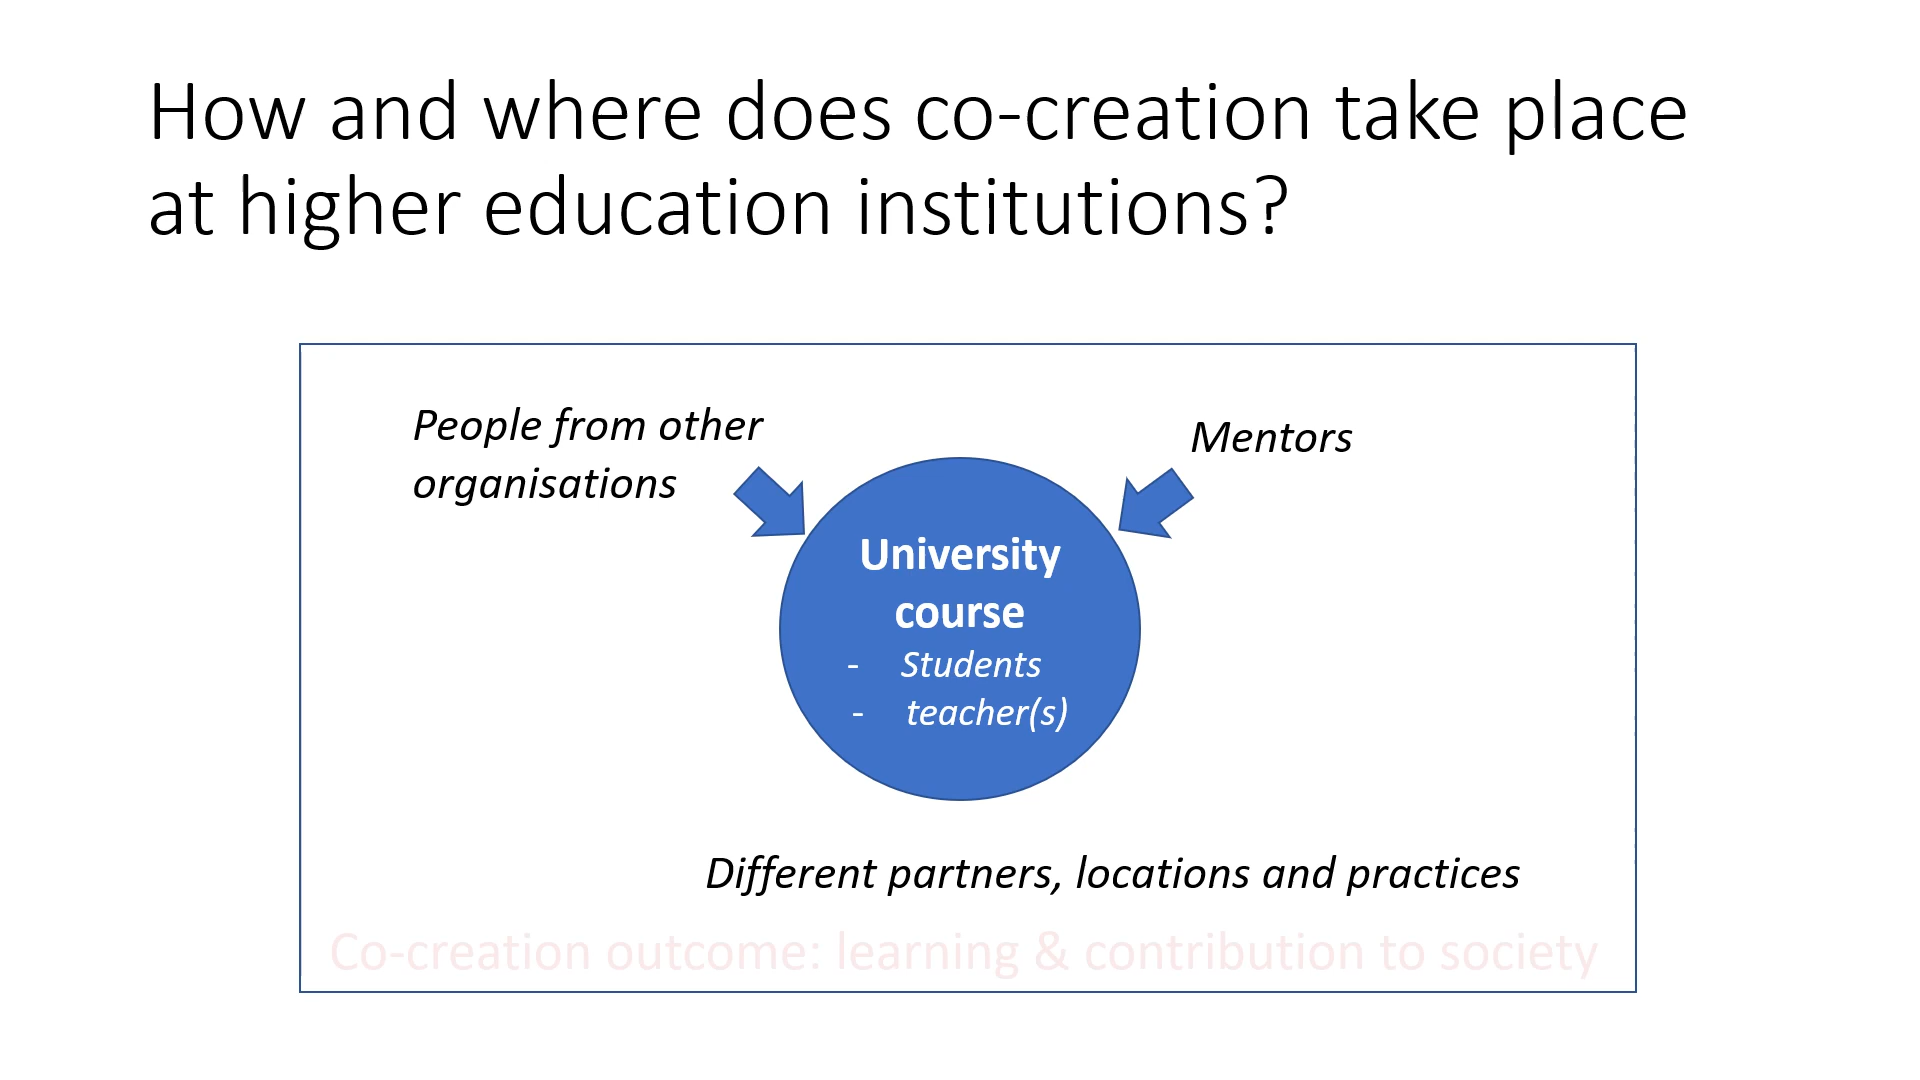 How and where does co-creation take place
at higher education institutions?
People from other
organisations
Mentors
University
course
- Students
- teacher(s)
Different partners, locations and practices
Co-creation outcome: learning & contribution to society